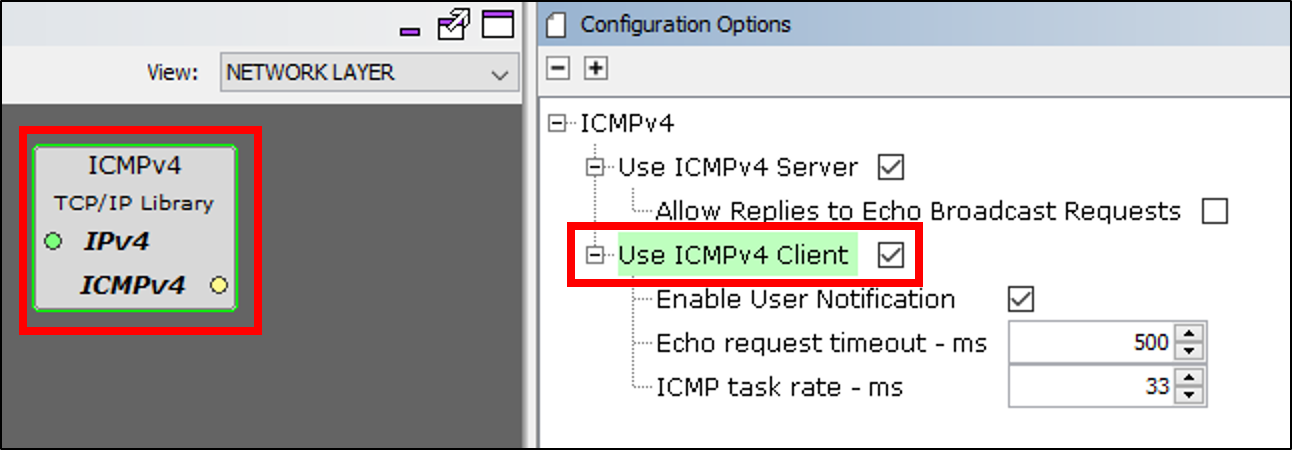 View: NETWORK LAYER
ICMPv4
TCP/IP Library
IPv4
ICMPv4
Configuration Options
ICMPv4
Use ICMPv4 Server
Allow Replies to Echo Broadcast Requests
Use ICMPv4 Client
Enable User Notification
Echo request timeout - ms 500
ICMP task rate - ms 33